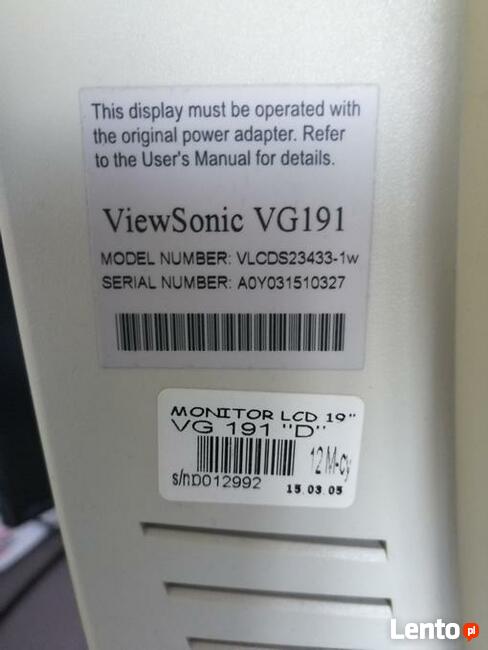 This display must be operated with
the original power adapter. Refer
to the User's Manual for details.
ViewSonic VG191
MODEL NUMBER: VLCDS23433-1w
SERIAL NUMBER: A0Y031510327
MONITOR LCD 19"
VG 191 "D"
12 M-cy
s/n:p012992
15.03.05
Lento.pl